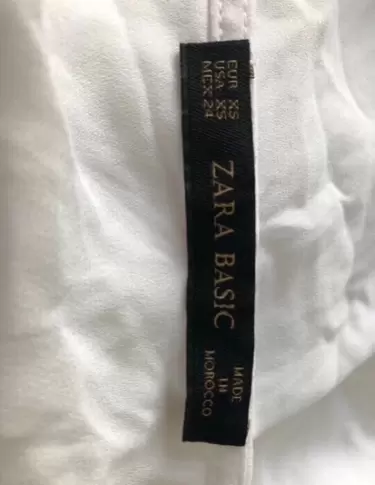 EUR XS
USA XS
MEX 24
ZARA BASIC
MADE
IN
MOROCCO